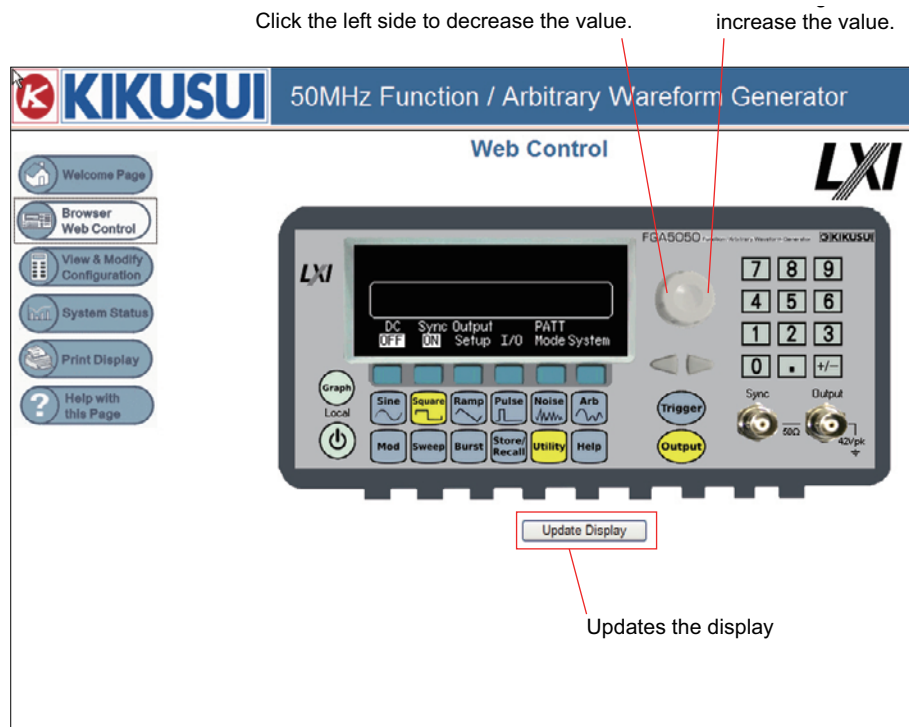 Click the left side to decrease the value.
increase the value.
K KIKUSUI
50MHz Function / Arbitrary Wareform Generator
Web Control
LXI
Welcome Page
Browser
Web Control
View & Modify
Configuration
System Status
Print Display
? Help with
this Page
FGA5050 Function / Arbitrary Waveform Generator KIKUSUI
LXI
DC Sync Output PATT
OFF ON Setup I/O Mode System
7 8 9
4 5 6
1 2 3
0 . +/-
Graph
Local
Sine Square Ramp Pulse Noise Arb
Mod Sweep Burst Store/
Recall Utility Help
Trigger
Output
Sync Output
50Ω
42Vpk
Update Display
Updates the display